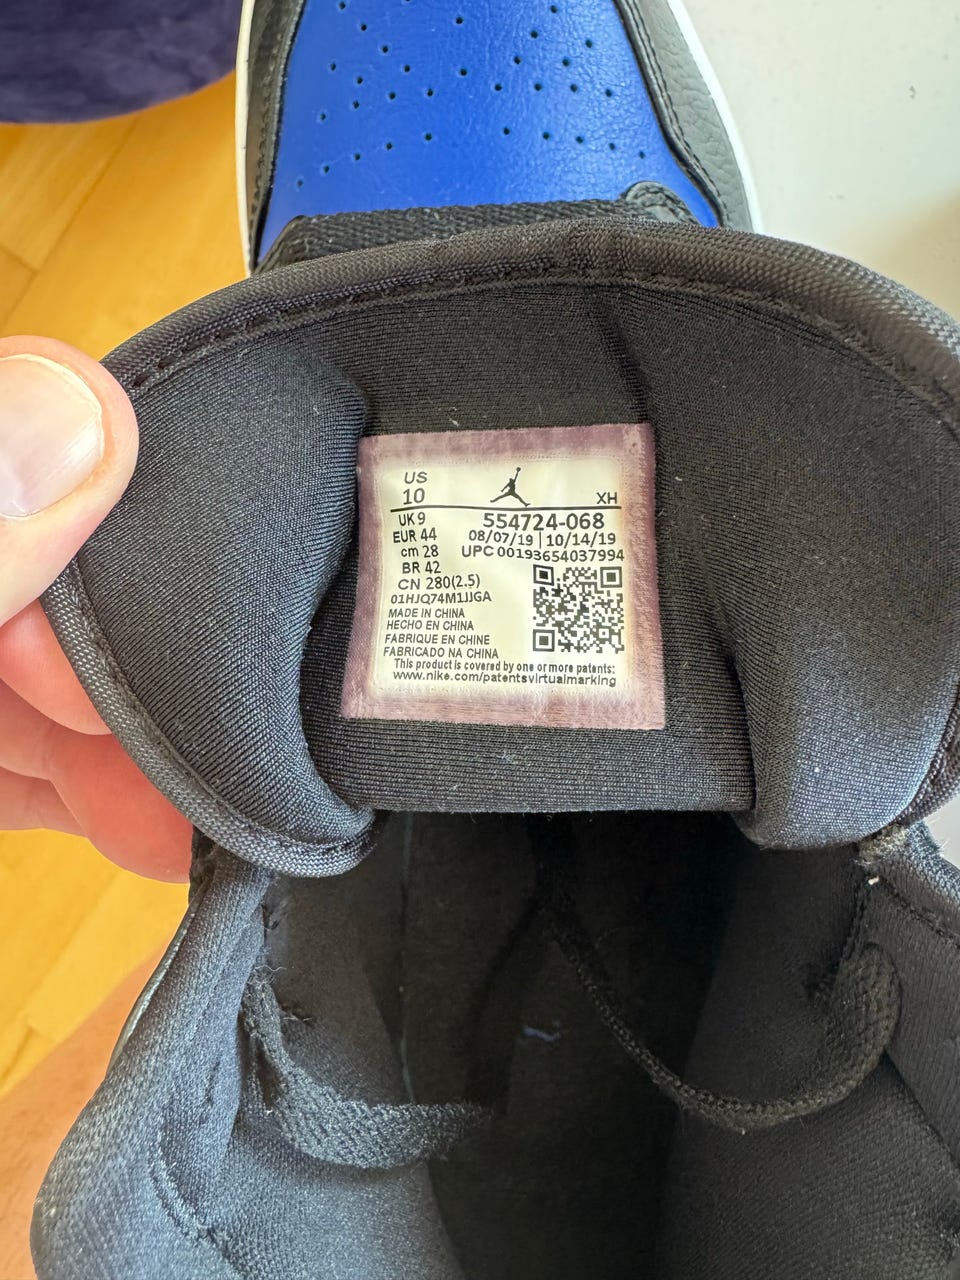 US
10
XH
UK 9
EUR 44
cm 28
BR 42
CN 280(2.5)
01HJQ74M1JJGA
554724-068
08/07/19 | 10/14/19
UPC 00193654037994
MADE IN CHINA
HECHO EN CHINA
FABRIQUE EN CHINE
FABRICADO NA CHINA
This product is covered by one or more patents:
www.nike.com/patentsvirtualmarking